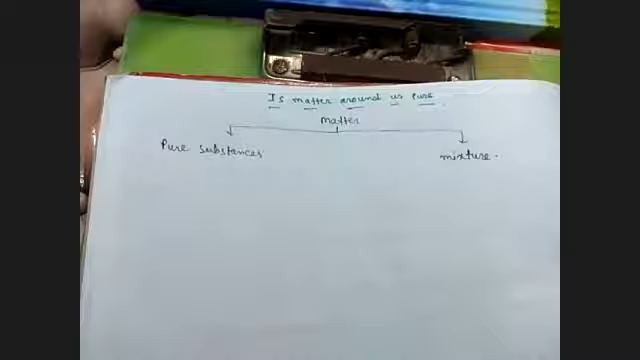 Is matter around us Pure.
matter
Pure substances
mixture.